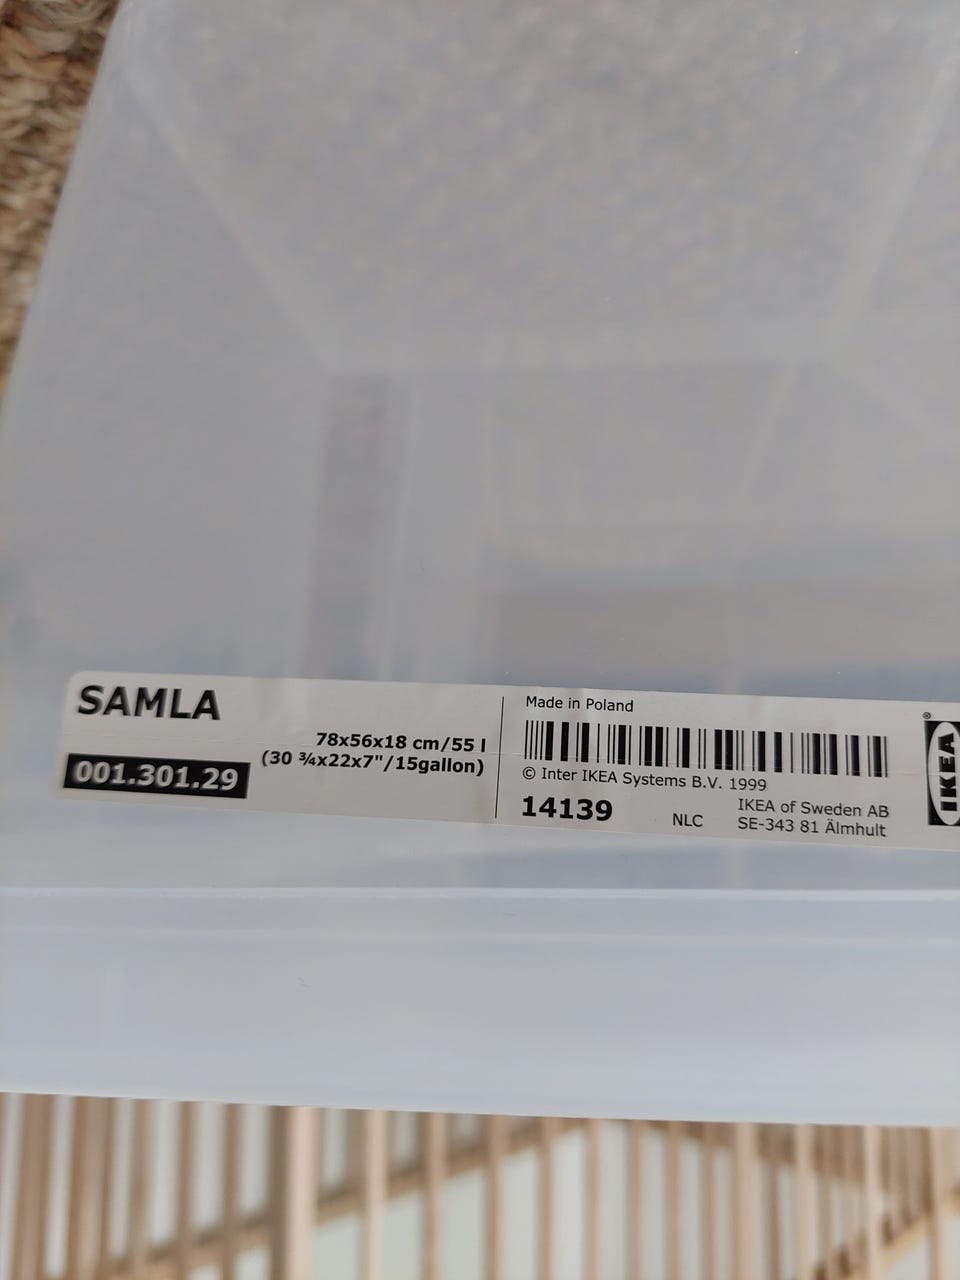 SAMLA
78x56x18 cm/55 l
(30 ¾x22x7"/15gallon)
001.301.29
Made in Poland
© Inter IKEA Systems B.V. 1999
14139
NLC
IKEA of Sweden AB
SE-343 81 Älmhult
IKEA®